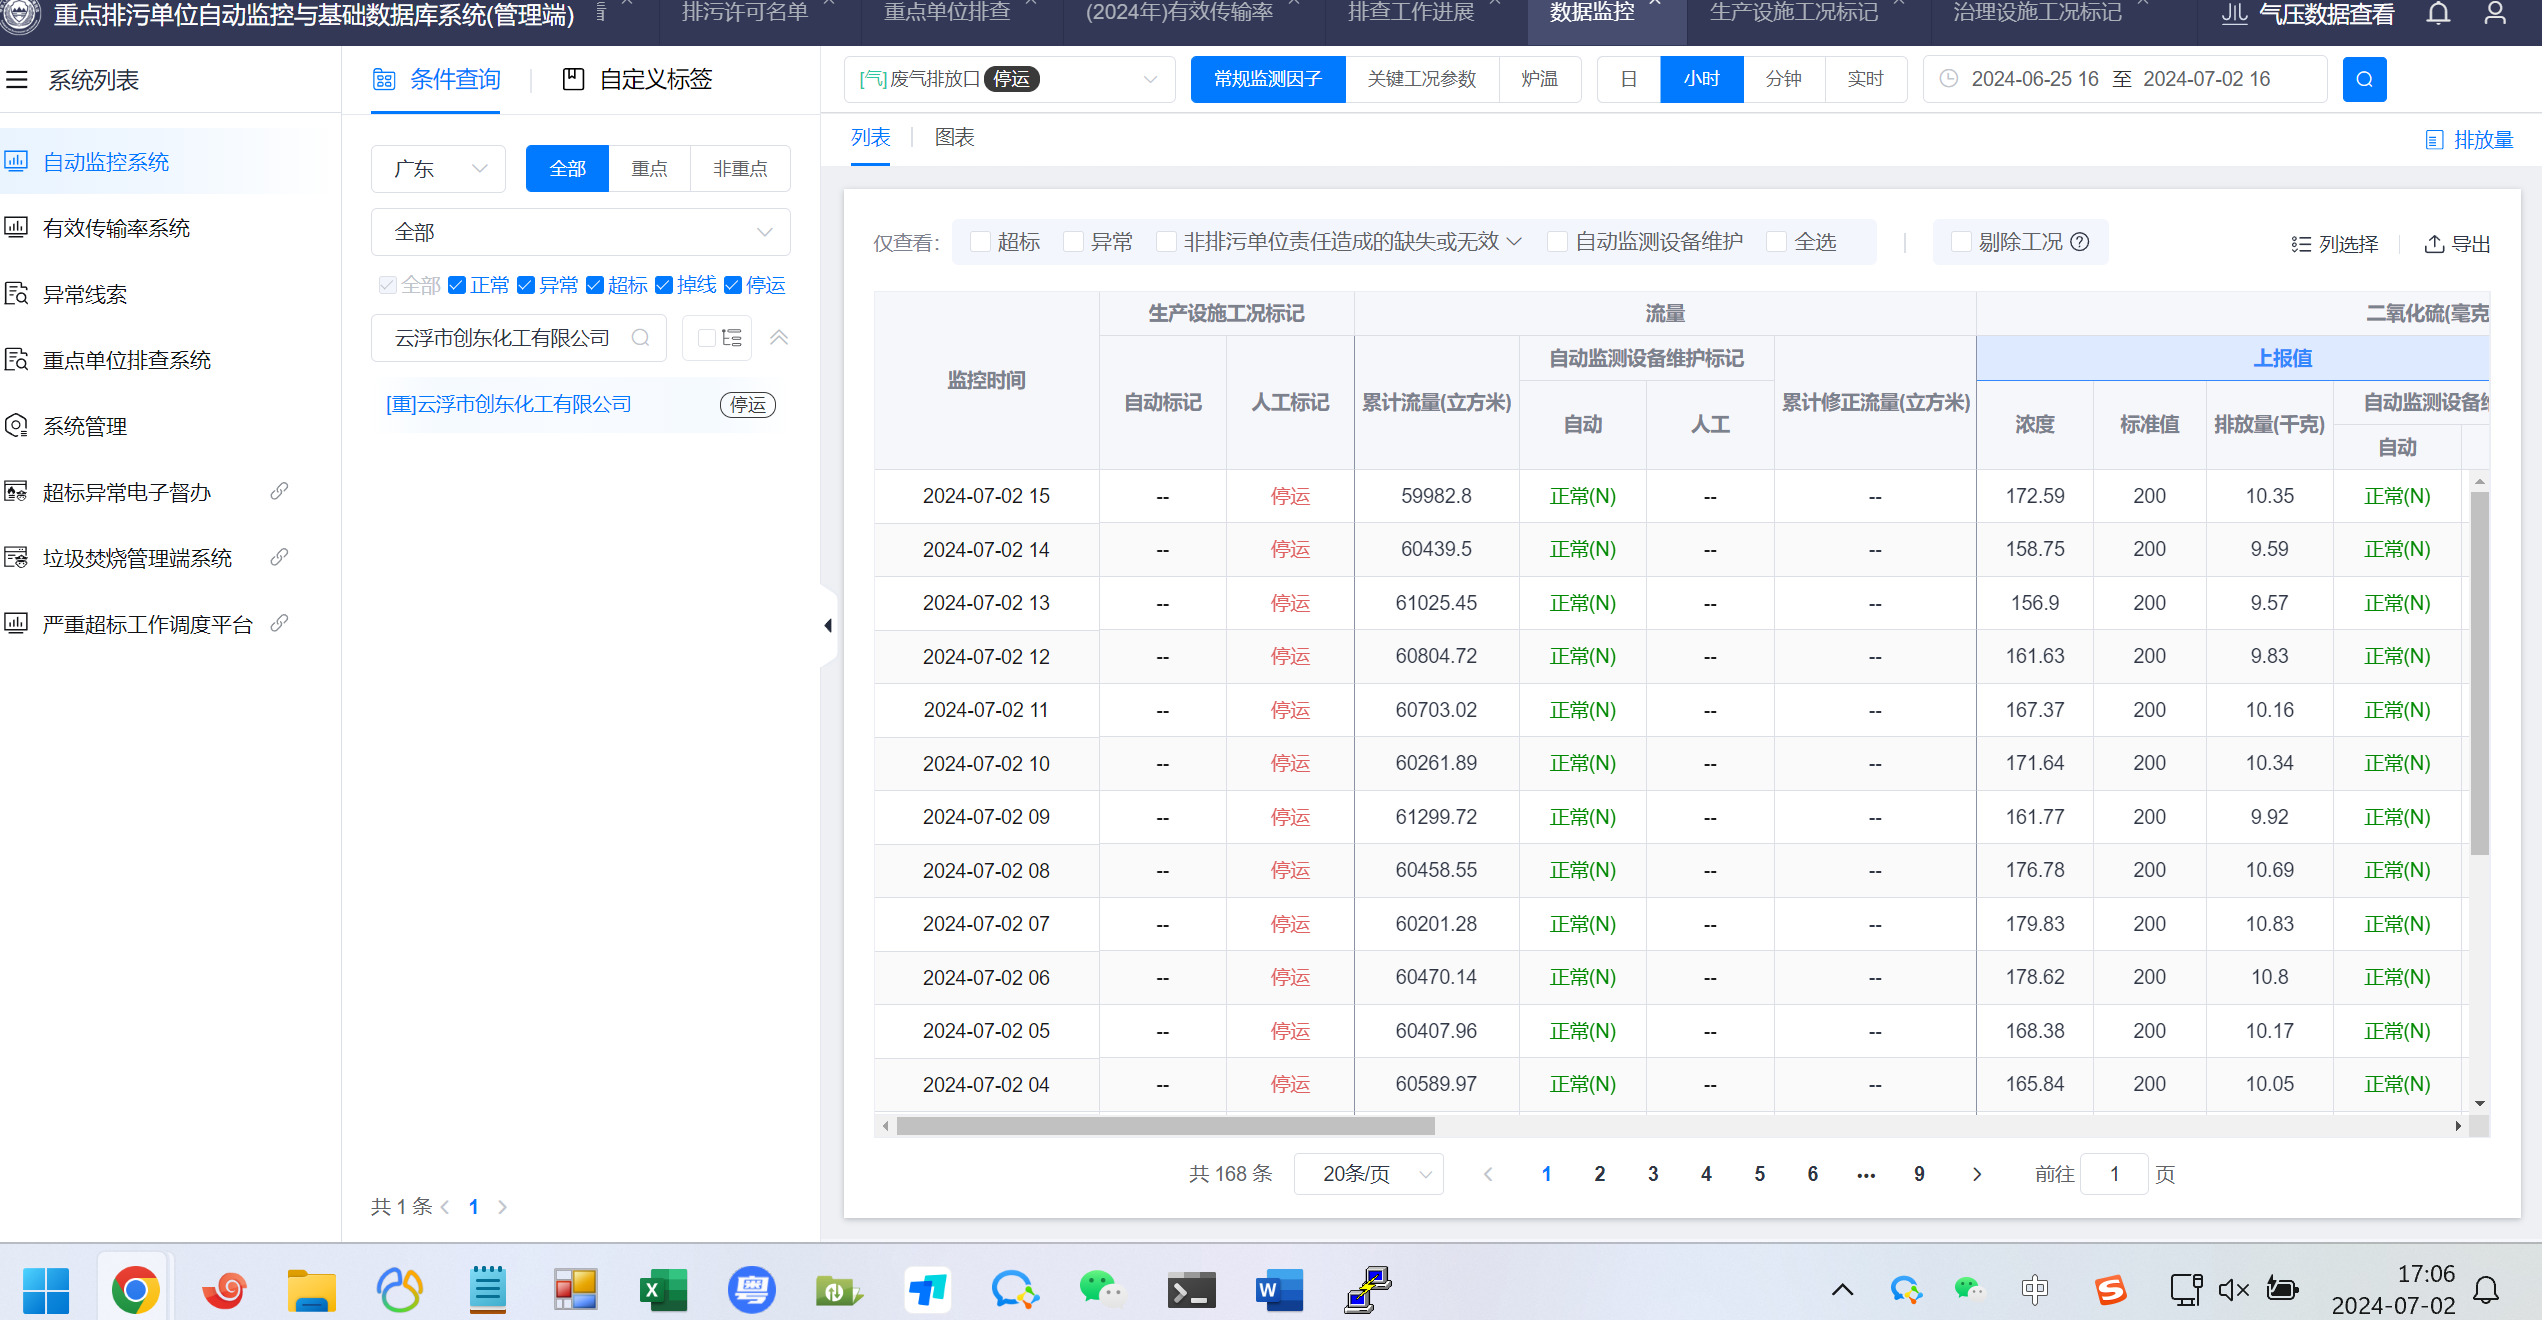 重点排污单位自动监控与基础数据库系统(管理端)
排污许可名单
重点单位排查
(2024年)有效传输率
排查工作进展
数据监控
生产设施工况标记
治理设施工况标记
气压数据查看
系统列表
自动监控系统
有效传输率系统
异常线索
重点单位排查系统
系统管理
超标异常电子督办
垃圾焚烧管理端系统
严重超标工作调度平台
条件查询
自定义标签
广东
全部 重点 非重点
全部
全部 正常 异常 超标 掉线 停运
云浮市创东化工有限公司
[重]云浮市创东化工有限公司 停运
共 1 条 1
[气]废气排放口 停运
常规监测因子 关键工况参数 炉温
日 小时 分钟 实时
2024-06-25 16 至 2024-07-02 16
列表 图表
排放量
仅查看: 超标 异常 非排污单位责任造成的缺失或无效 自动监测设备维护 全选 剔除工况
列选择 导出
监控时间 生产设施工况标记 流量 二氧化硫(毫克
自动监测设备维护标记 上报值
自动标记 人工标记 累计流量(立方米) 累计修正流量(立方米)
自动 人工 浓度 标准值 排放量(千克) 自动监测设备维
自动
2024-07-02 15 -- 停运 59982.8 正常(N) -- -- 172.59 200 10.35 正常(N)
2024-07-02 14 -- 停运 60439.5 正常(N) -- -- 158.75 200 9.59 正常(N)
2024-07-02 13 -- 停运 61025.45 正常(N) -- -- 156.9 200 9.57 正常(N)
2024-07-02 12 -- 停运 60804.72 正常(N) -- -- 161.63 200 9.83 正常(N)
2024-07-02 11 -- 停运 60703.02 正常(N) -- -- 167.37 200 10.16 正常(N)
2024-07-02 10 -- 停运 60261.89 正常(N) -- -- 171.64 200 10.34 正常(N)
2024-07-02 09 -- 停运 61299.72 正常(N) -- -- 161.77 200 9.92 正常(N)
2024-07-02 08 -- 停运 60458.55 正常(N) -- -- 176.78 200 10.69 正常(N)
2024-07-02 07 -- 停运 60201.28 正常(N) -- -- 179.83 200 10.83 正常(N)
2024-07-02 06 -- 停运 60470.14 正常(N) -- -- 178.62 200 10.8 正常(N)
2024-07-02 05 -- 停运 60407.96 正常(N) -- -- 168.38 200 10.17 正常(N)
2024-07-02 04 -- 停运 60589.97 正常(N) -- -- 165.84 200 10.05 正常(N)
共 168 条 20条/页 1 2 3 4 5 6 ••• 9 前往 1 页
中
17:06
2024-07-02